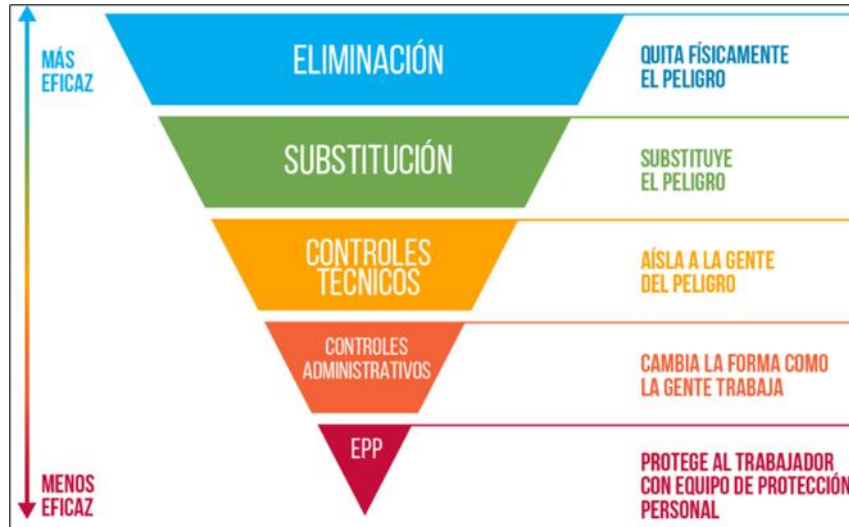 MÁS
EFICAZ
ELIMINACIÓN
QUITA FÍSICAMENTE
EL PELIGRO
SUBSTITUCIÓN
SUBSTITUYE
EL PELIGRO
CONTROLES
TÉCNICOS
AÍSLA A LA GENTE
DEL PELIGRO
CONTROLES
ADMINISTRATIVOS
CAMBIA LA FORMA COMO
LA GENTE TRABAJA
EPP
MENOS
EFICAZ
PROTEGE AL TRABAJADOR
CON EQUIPO DE PROTECCIÓN
PERSONAL